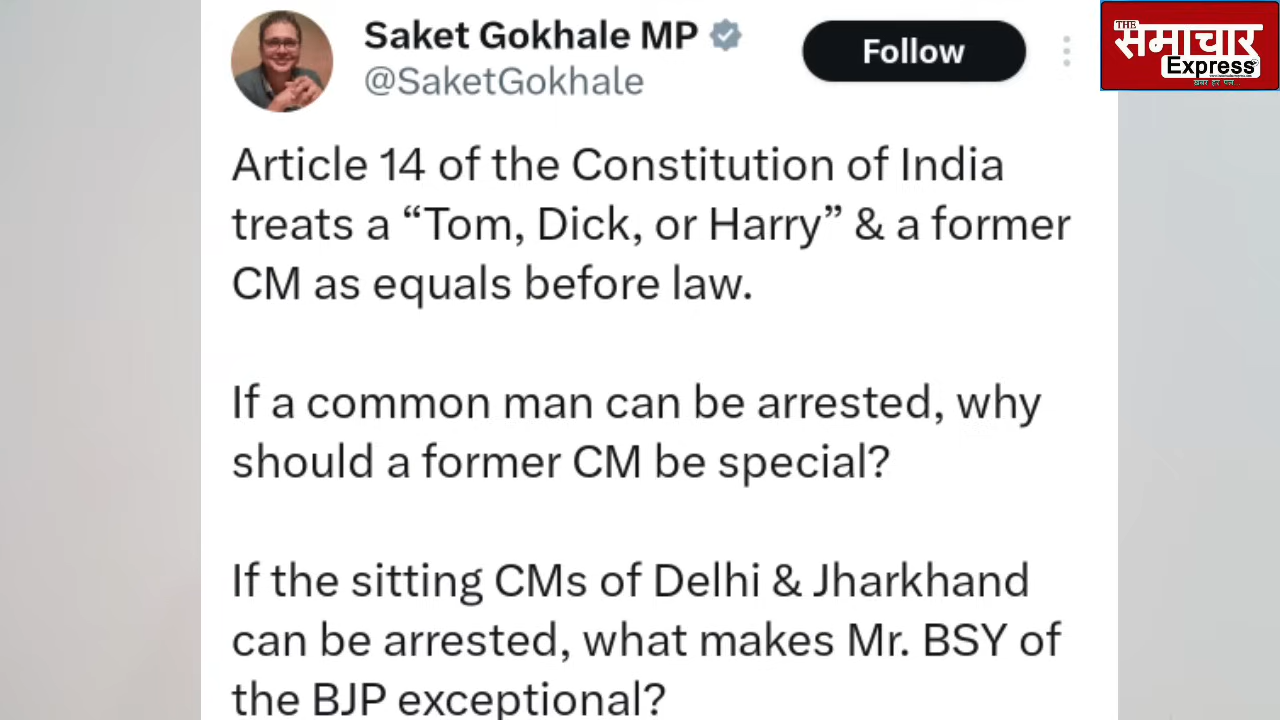 Saket Gokhale MP
@SaketGokhale
Follow
THE
समाचार
Express
Article 14 of the Constitution of India
treats a “Tom, Dick, or Harry” & a former
CM as equals before law.
If a common man can be arrested, why
should a former CM be special?
If the sitting CMs of Delhi & Jharkhand
can be arrested, what makes Mr. BSY of
the BJP exceptional?